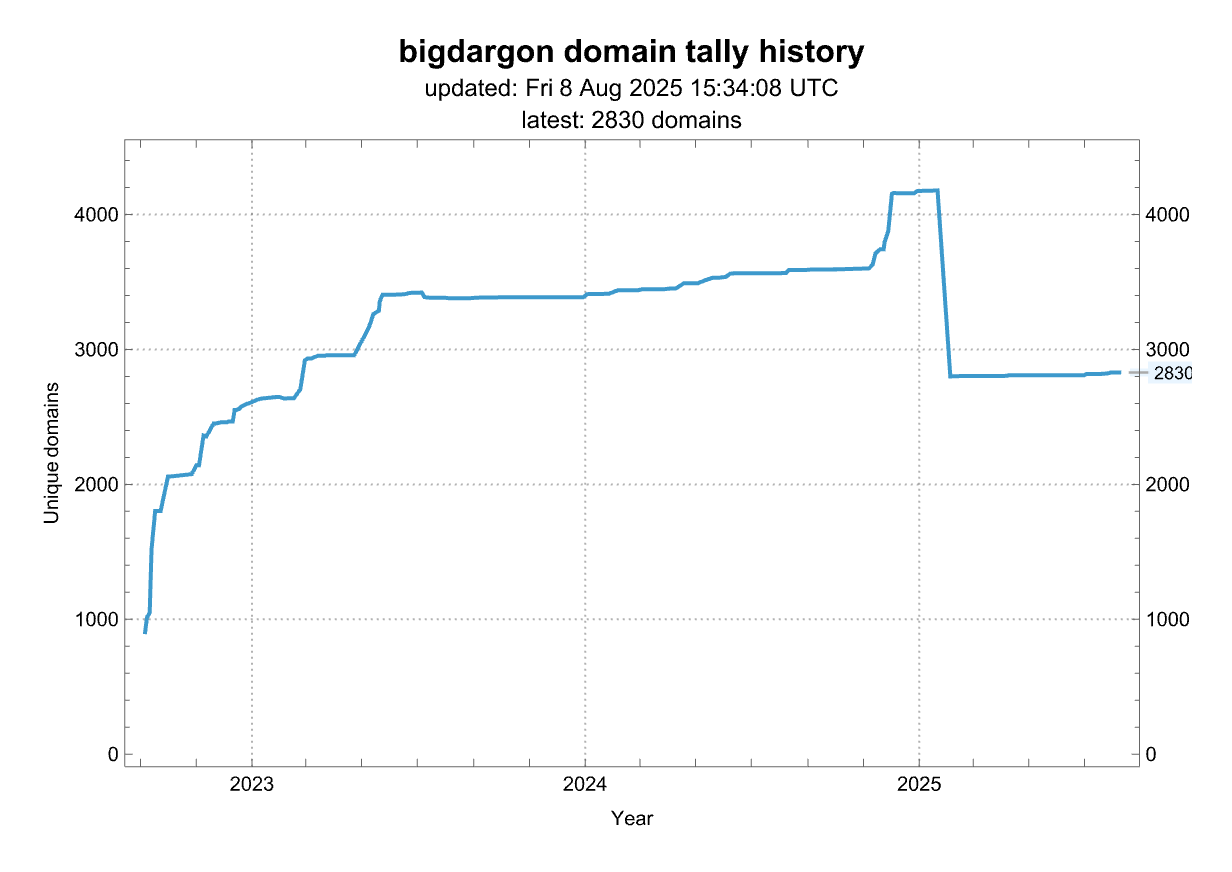 bigdargon domain tally history
updated: Fri 8 Aug 2025 15:34:08 UTC
latest: 2830 domains
Unique domains
4000
3000
2000
1000
0
4000
3000
2830
2000
1000
0
2023
2024
2025
Year